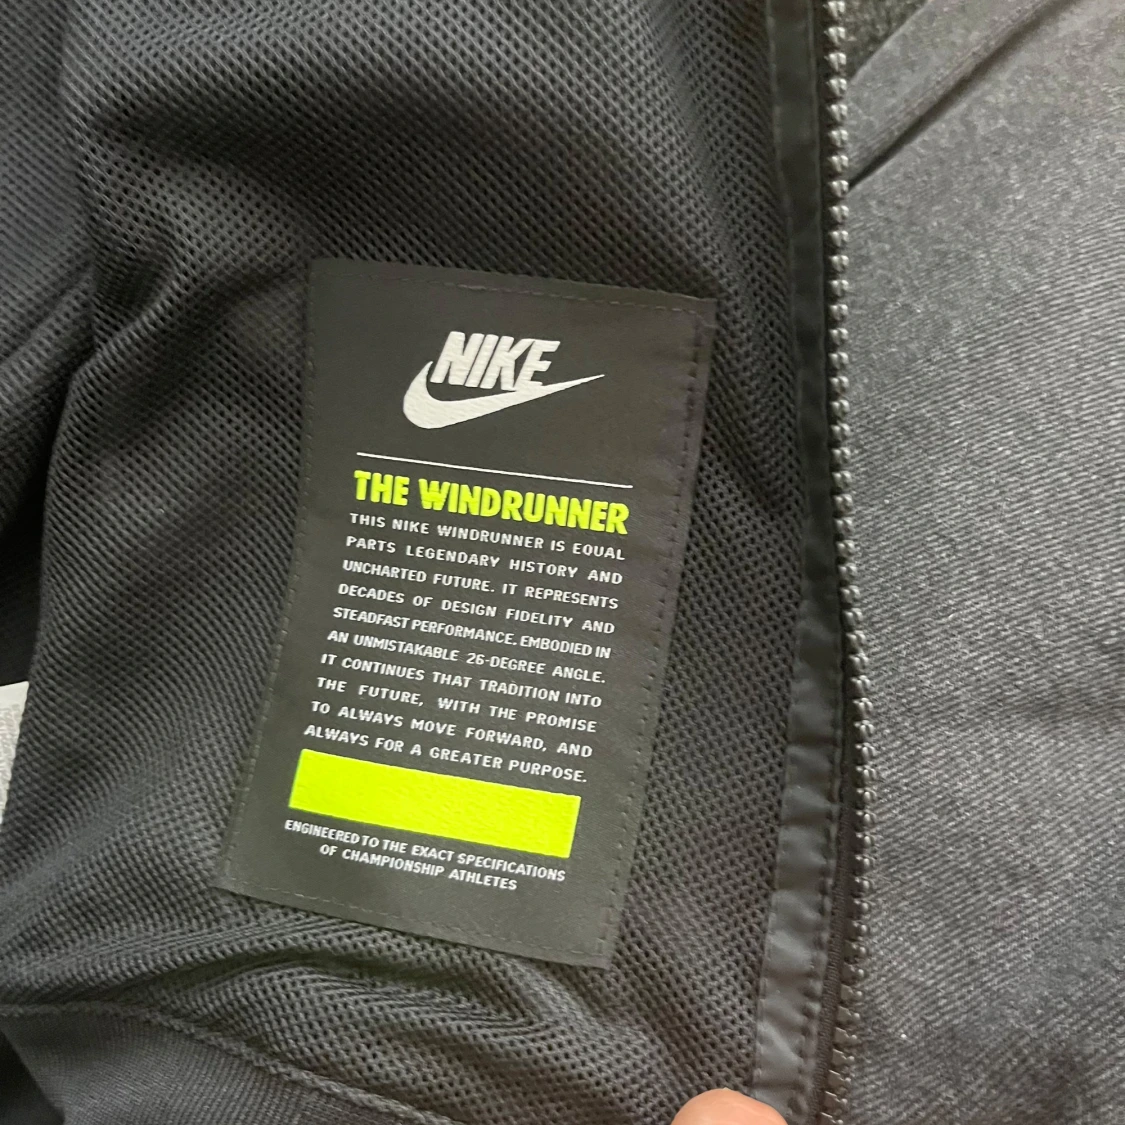 NIKE
THE WINDRUNNER
THIS NIKE WINDRUNNER IS EQUAL
PARTS LEGENDARY HISTORY AND
UNCHARTED FUTURE. IT REPRESENTS
DECADES OF DESIGN FIDELITY AND
STEADFAST PERFORMANCE. EMBODIED IN
AN UNMISTAKABLE 26-DEGREE ANGLE.
IT CONTINUES THAT TRADITION INTO
THE FUTURE, WITH THE PROMISE
TO ALWAYS MOVE FORWARD, AND
ALWAYS FOR A GREATER PURPOSE.
ENGINEERED TO THE EXACT SPECIFICATIONS
OF CHAMPIONSHIP ATHLETES